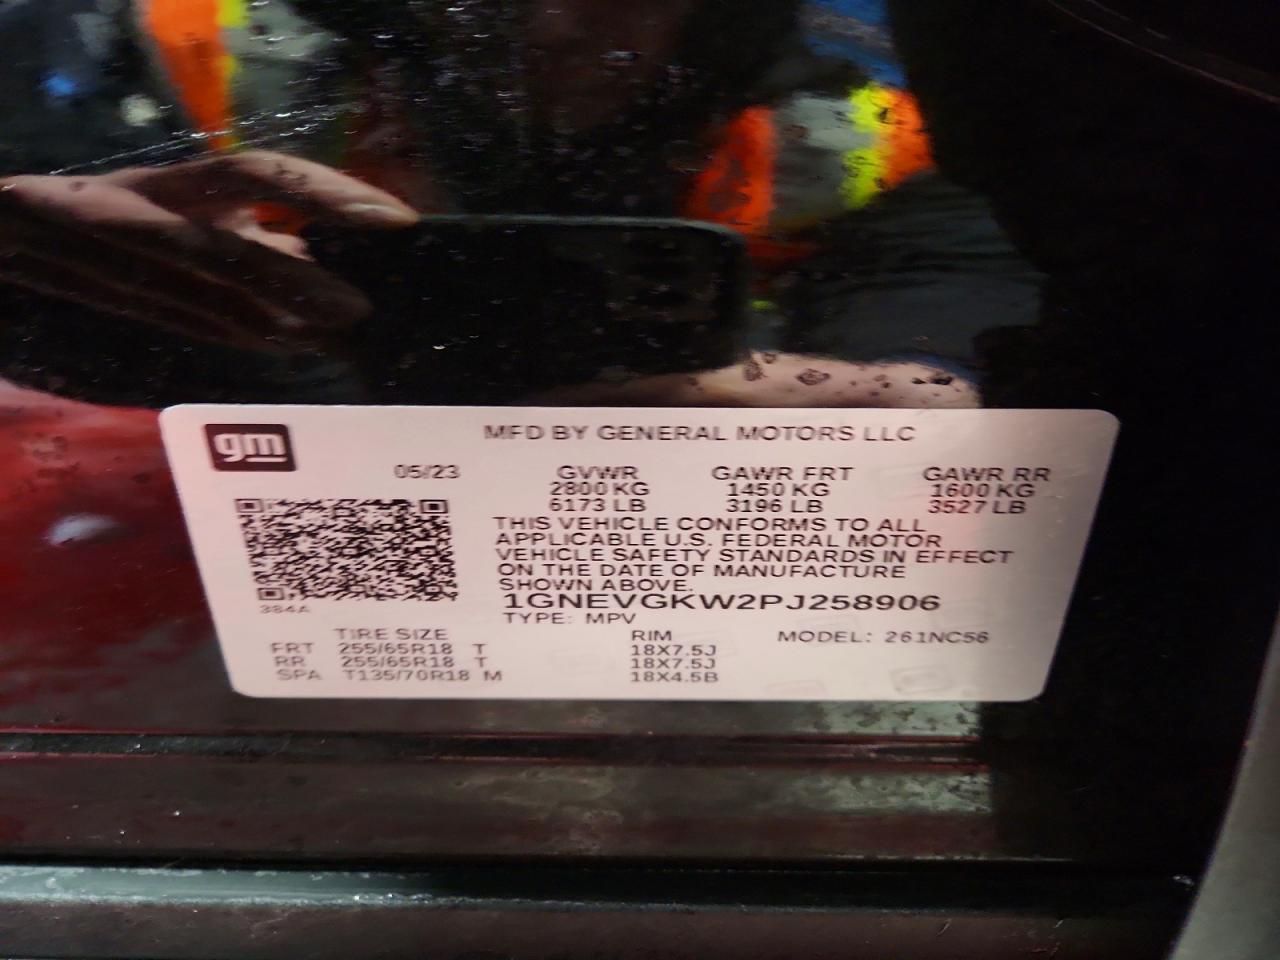 gm
MFD BY GENERAL MOTORS LLC
05/23 GVWR GAWR FRT GAWR RR
2800 KG 1450 KG 1600 KG
6173 LB 3196 LB 3527 LB
THIS VEHICLE CONFORMS TO ALL
APPLICABLE U.S. FEDERAL MOTOR
VEHICLE SAFETY STANDARDS IN EFFECT
ON THE DATE OF MANUFACTURE
SHOWN ABOVE.
384A
1GNEVGKW2PJ258906
TYPE: MPV
TIRE SIZE RIM MODEL: 261NC56
FRT 255/65R18 T 18X7.5J
RR 255/65R18 T 18X7.5J
SPA T135/70R18 M 18X4.5B